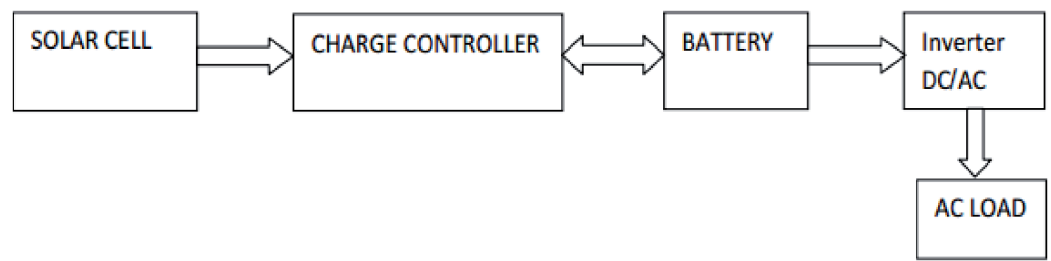 SOLAR CELL
CHARGE CONTROLLER
BATTERY
Inverter
DC/AC
AC LOAD